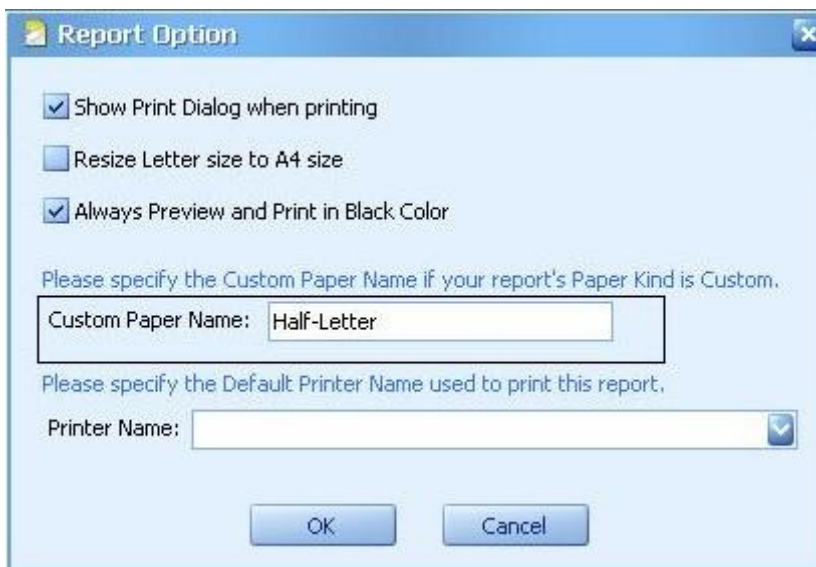 Report Option
Show Print Dialog when printing
Resize Letter size to A4 size
Always Preview and Print in Black Color
Please specify the Custom Paper Name if your report's Paper Kind is Custom.
Custom Paper Name: Half-Letter
Please specify the Default Printer Name used to print this report.
Printer Name:
OK Cancel